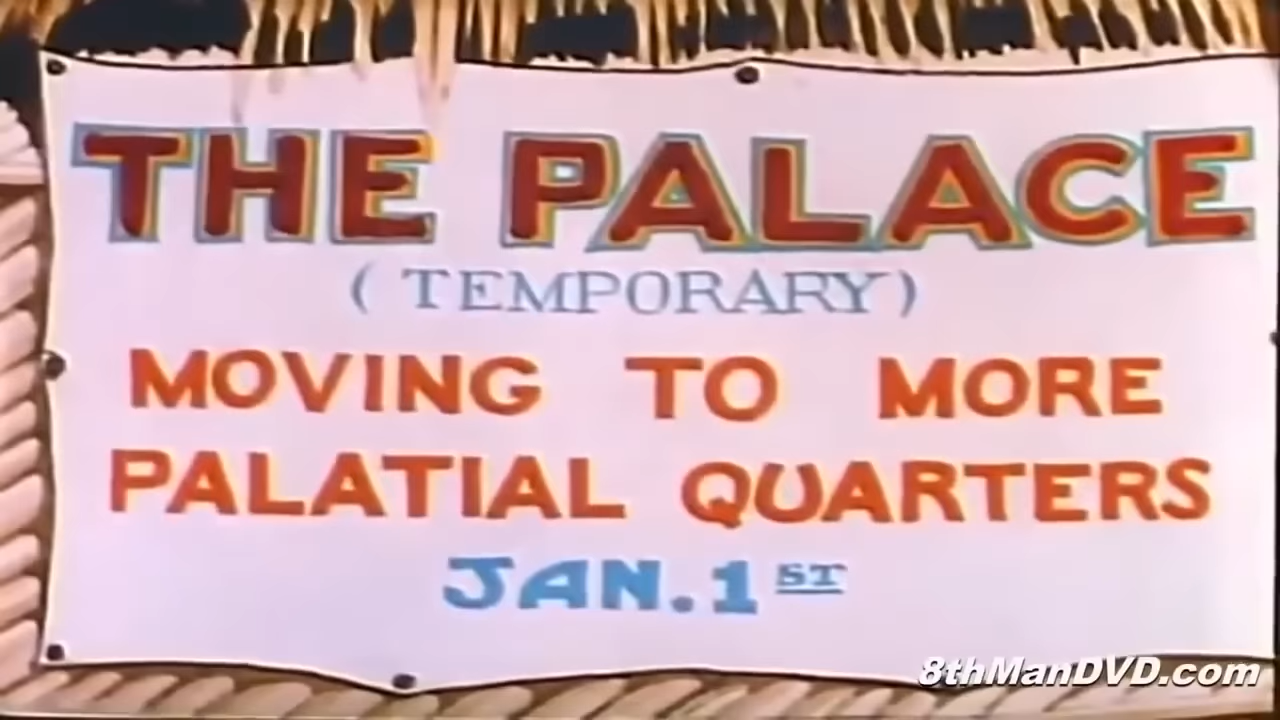 THE PALACE
(TEMPORARY)
MOVING TO MORE
PALATIAL QUARTERS
JAN. 1ST
8thManDVD.com